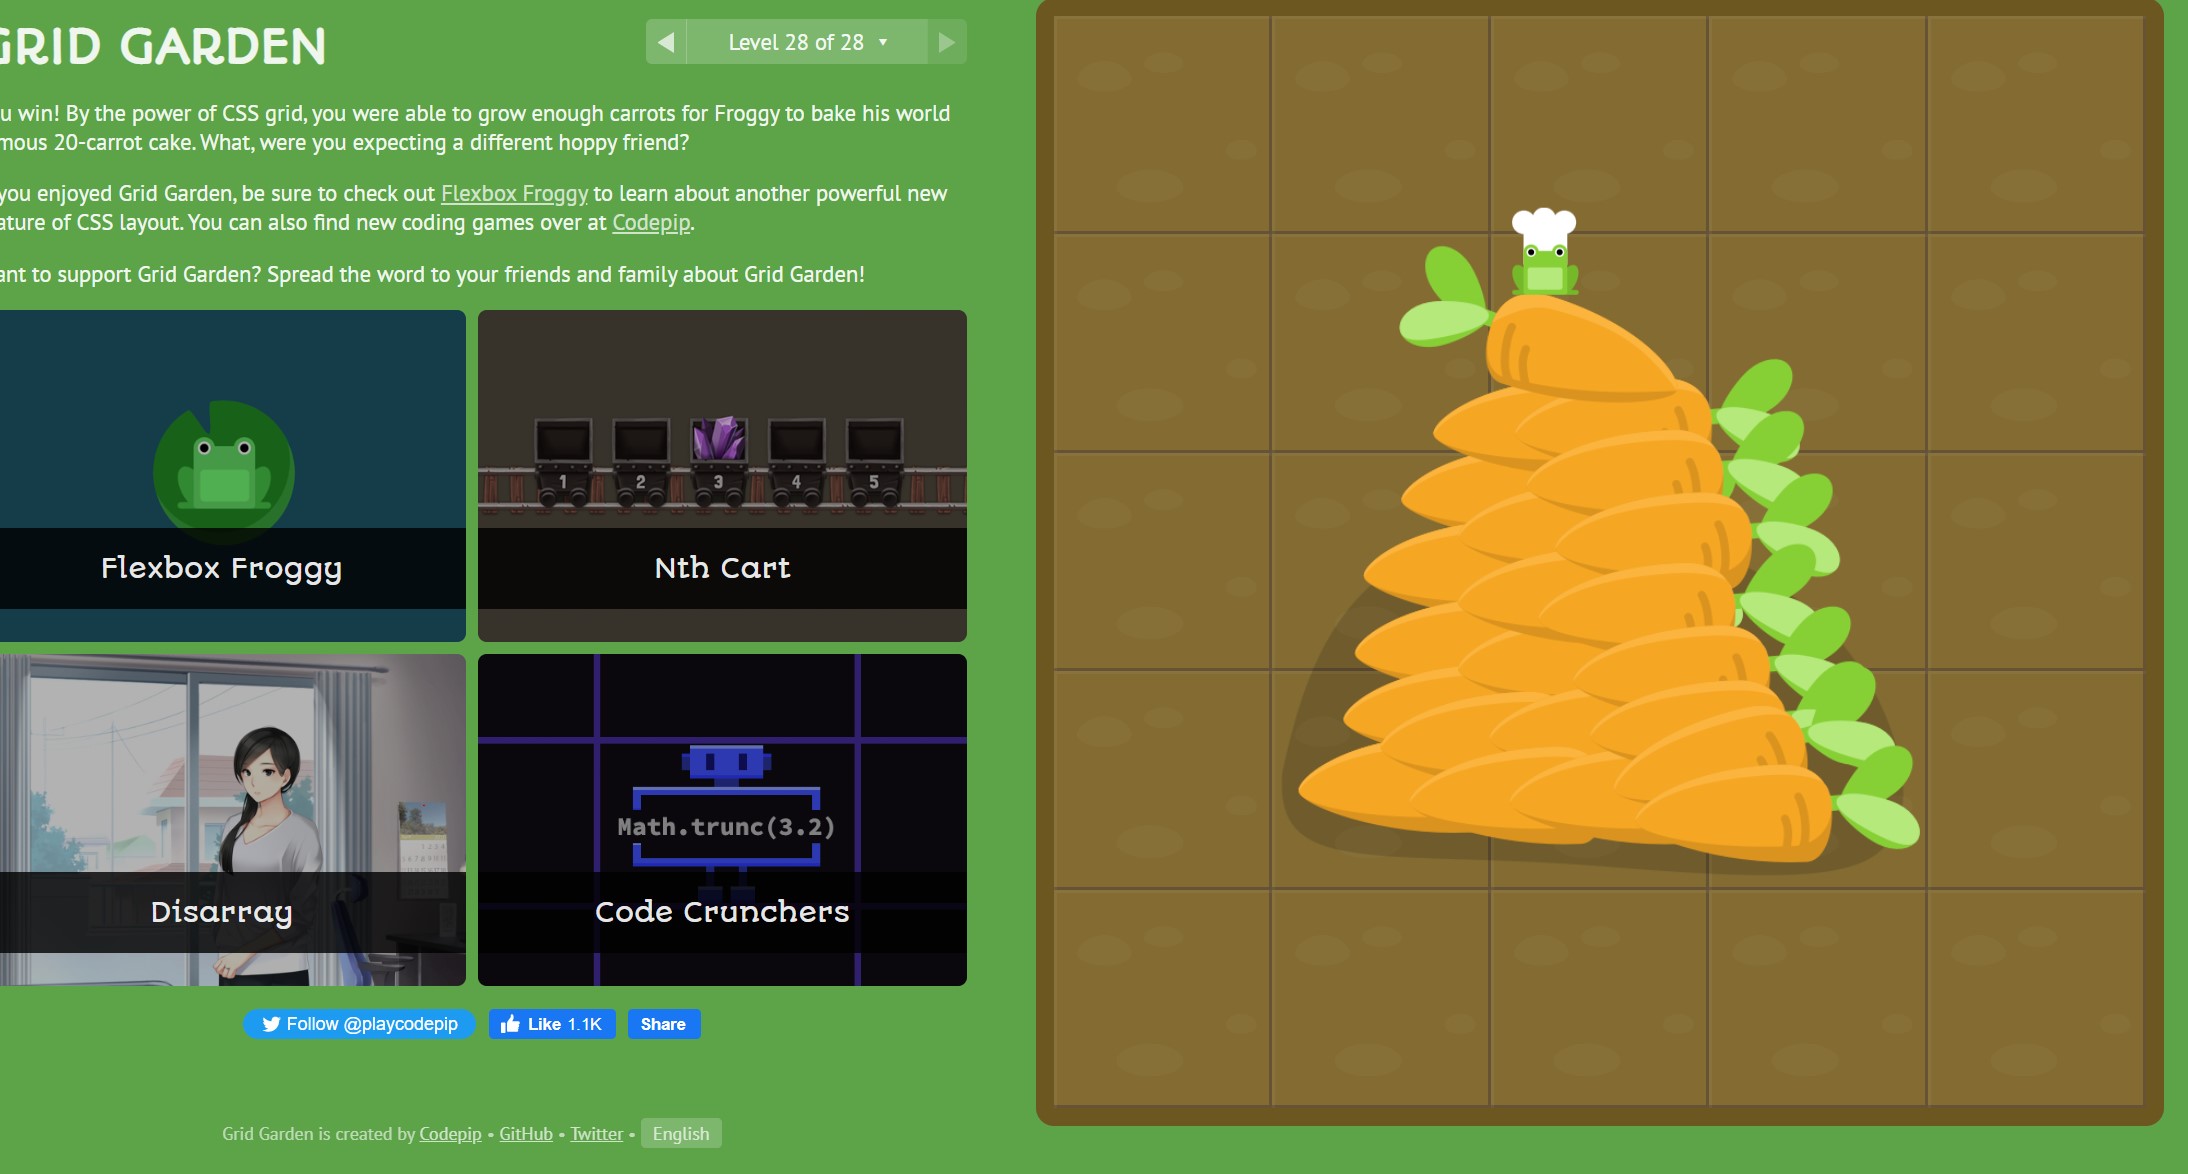 GRID GARDEN
Level 28 of 28
u win! By the power of CSS grid, you were able to grow enough carrots for Froggy to bake his world
mous 20-carrot cake. What, were you expecting a different hoppy friend?
you enjoyed Grid Garden, be sure to check out Flexbox Froggy to learn about another powerful new
ature of CSS layout. You can also find new coding games over at Codepip.
ant to support Grid Garden? Spread the word to your friends and family about Grid Garden!
1 2 3 4 5
Flexbox Froggy
Nth Cart
Math.trunc(3.2)
Disarray
Code Crunchers
Follow @playcodepip
Like 1.1K
Share
Grid Garden is created by Codepip • GitHub • Twitter • English